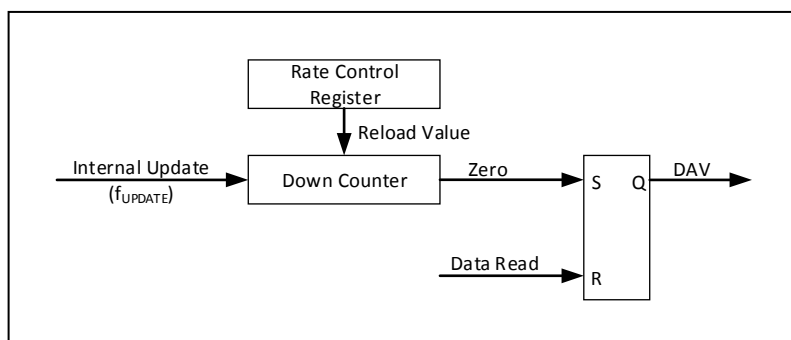 Rate Control
Register
Reload Value
Internal Update
(fUPDATE)
Down Counter
Zero
S
Q
DAV
Data Read
R